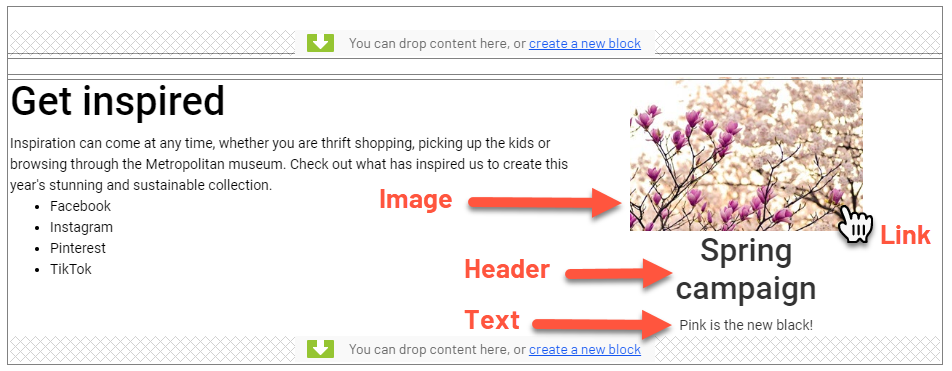 You can drop content here, or create a new block
Get inspired
Inspiration can come at any time, whether you are thrift shopping, picking up the kids or
browsing through the Metropolitan museum. Check out what has inspired us to create this
year's stunning and sustainable collection.
Facebook
Instagram
Pinterest
TikTok
Image
Link
Header
Spring
campaign
Text
Pink is the new black!
You can drop content here, or create a new block